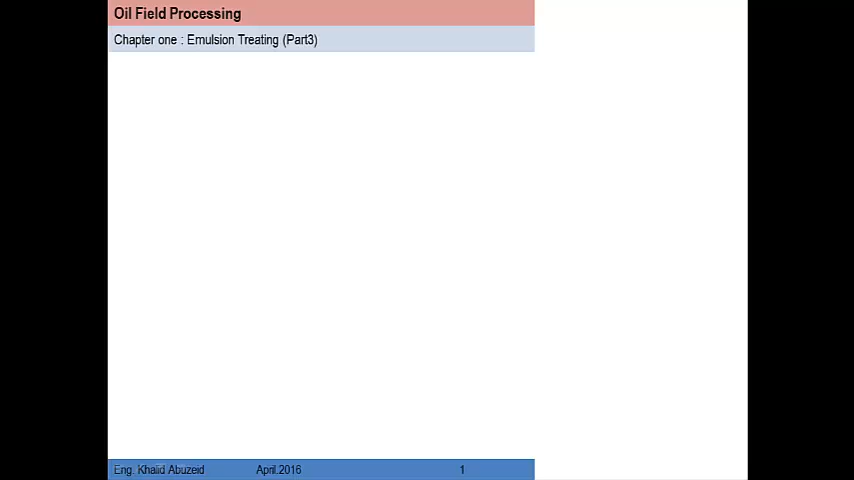 Oil Field Processing
Chapter one : Emulsion Treating (Part3)
Eng. Khalid Abuzeid April.2016 1